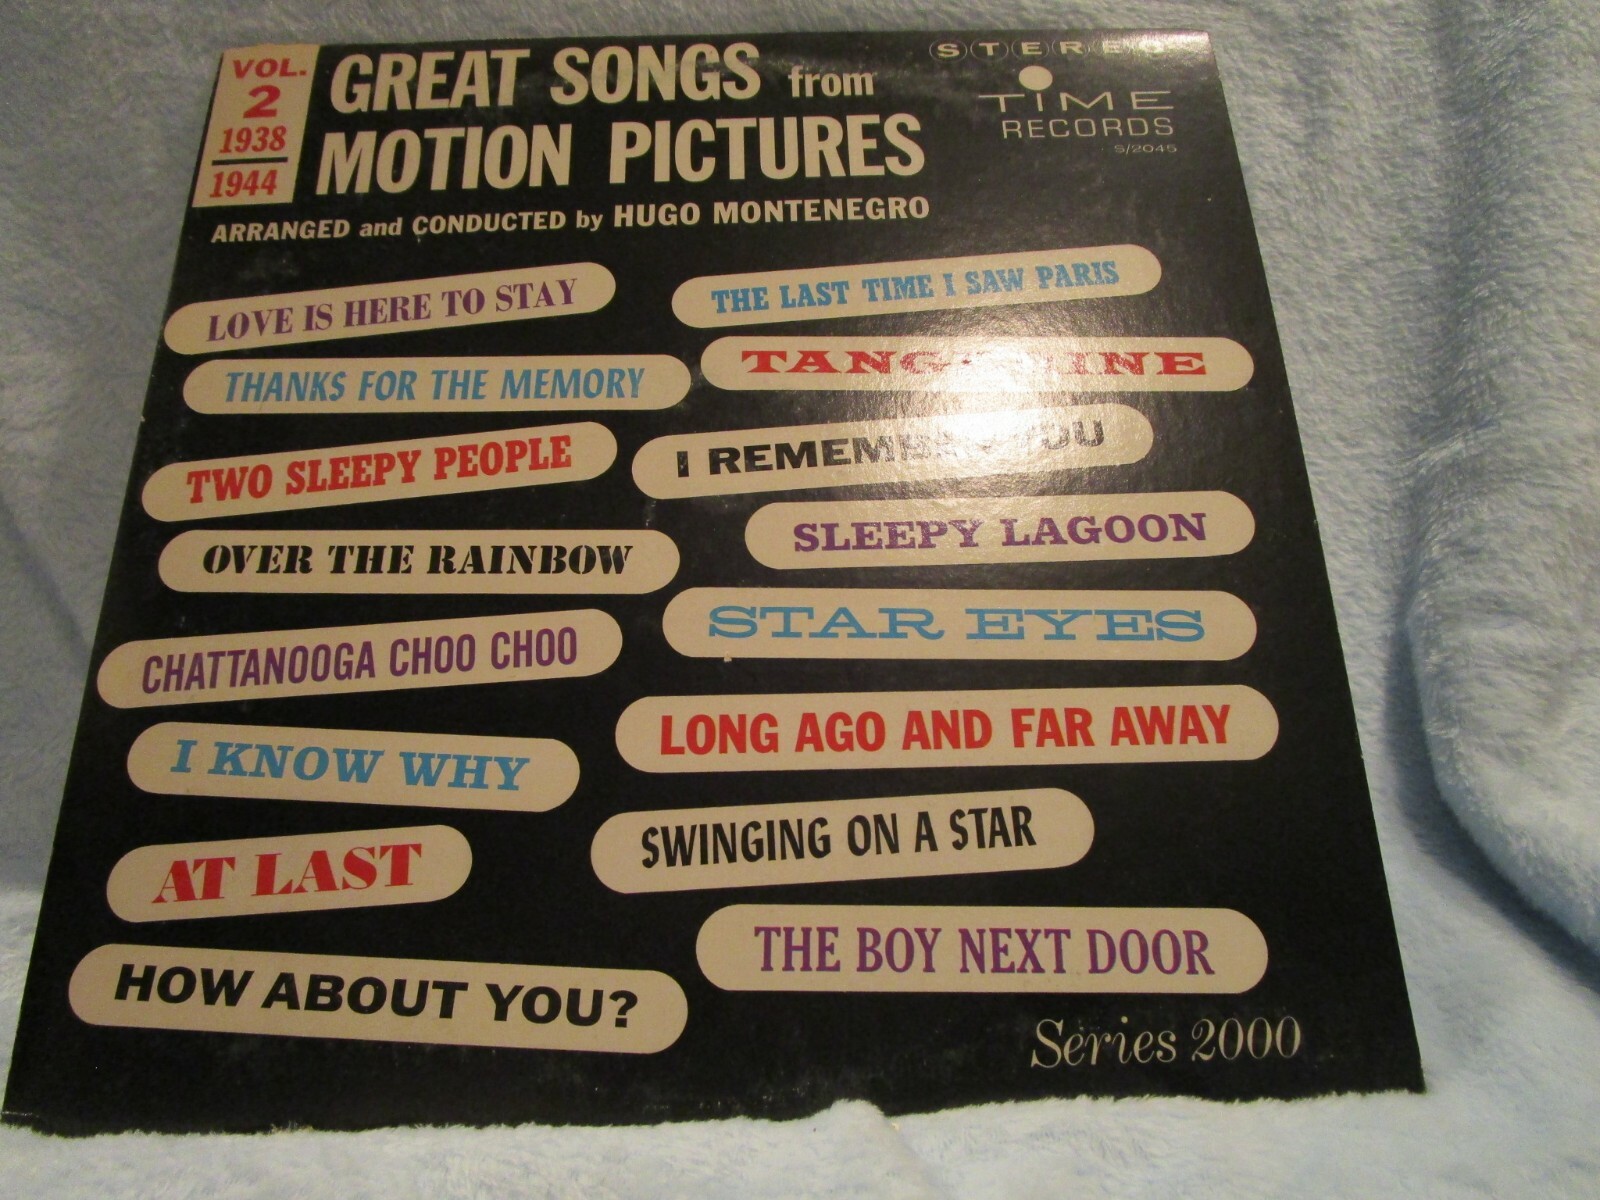 VOL.
2
1938
1944
GREAT SONGS from
MOTION PICTURES
ARRANGED and CONDUCTED by HUGO MONTENEGRO
STEREO
TIME
RECORDS
S/2045
LOVE IS HERE TO STAY
THANKS FOR THE MEMORY
TWO SLEEPY PEOPLE
OVER THE RAINBOW
CHATTANOOGA CHOO CHOO
I KNOW WHY
AT LAST
HOW ABOUT YOU?
THE LAST TIME I SAW PARIS
TANGERINE
I REMEMBER YOU
SLEEPY LAGOON
STAR EYES
LONG AGO AND FAR AWAY
SWINGING ON A STAR
THE BOY NEXT DOOR
Series 2000